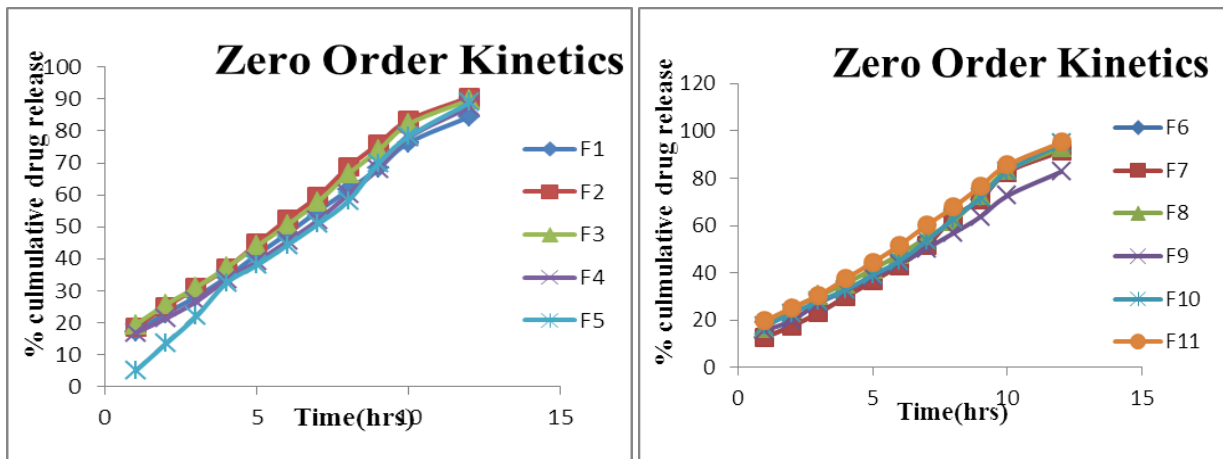 Zero Order Kinetics
% culmulative drug release
100
90
80
70
60
50
40
30
20
10
0
0
5
10
15
Time(hrs)
F1
F2
F3
F4
F5
Zero Order Kinetics
% culmulative drug release
120
100
80
60
40
20
0
0
5
10
15
Time(hrs)
F6
F7
F8
F9
F10
F11